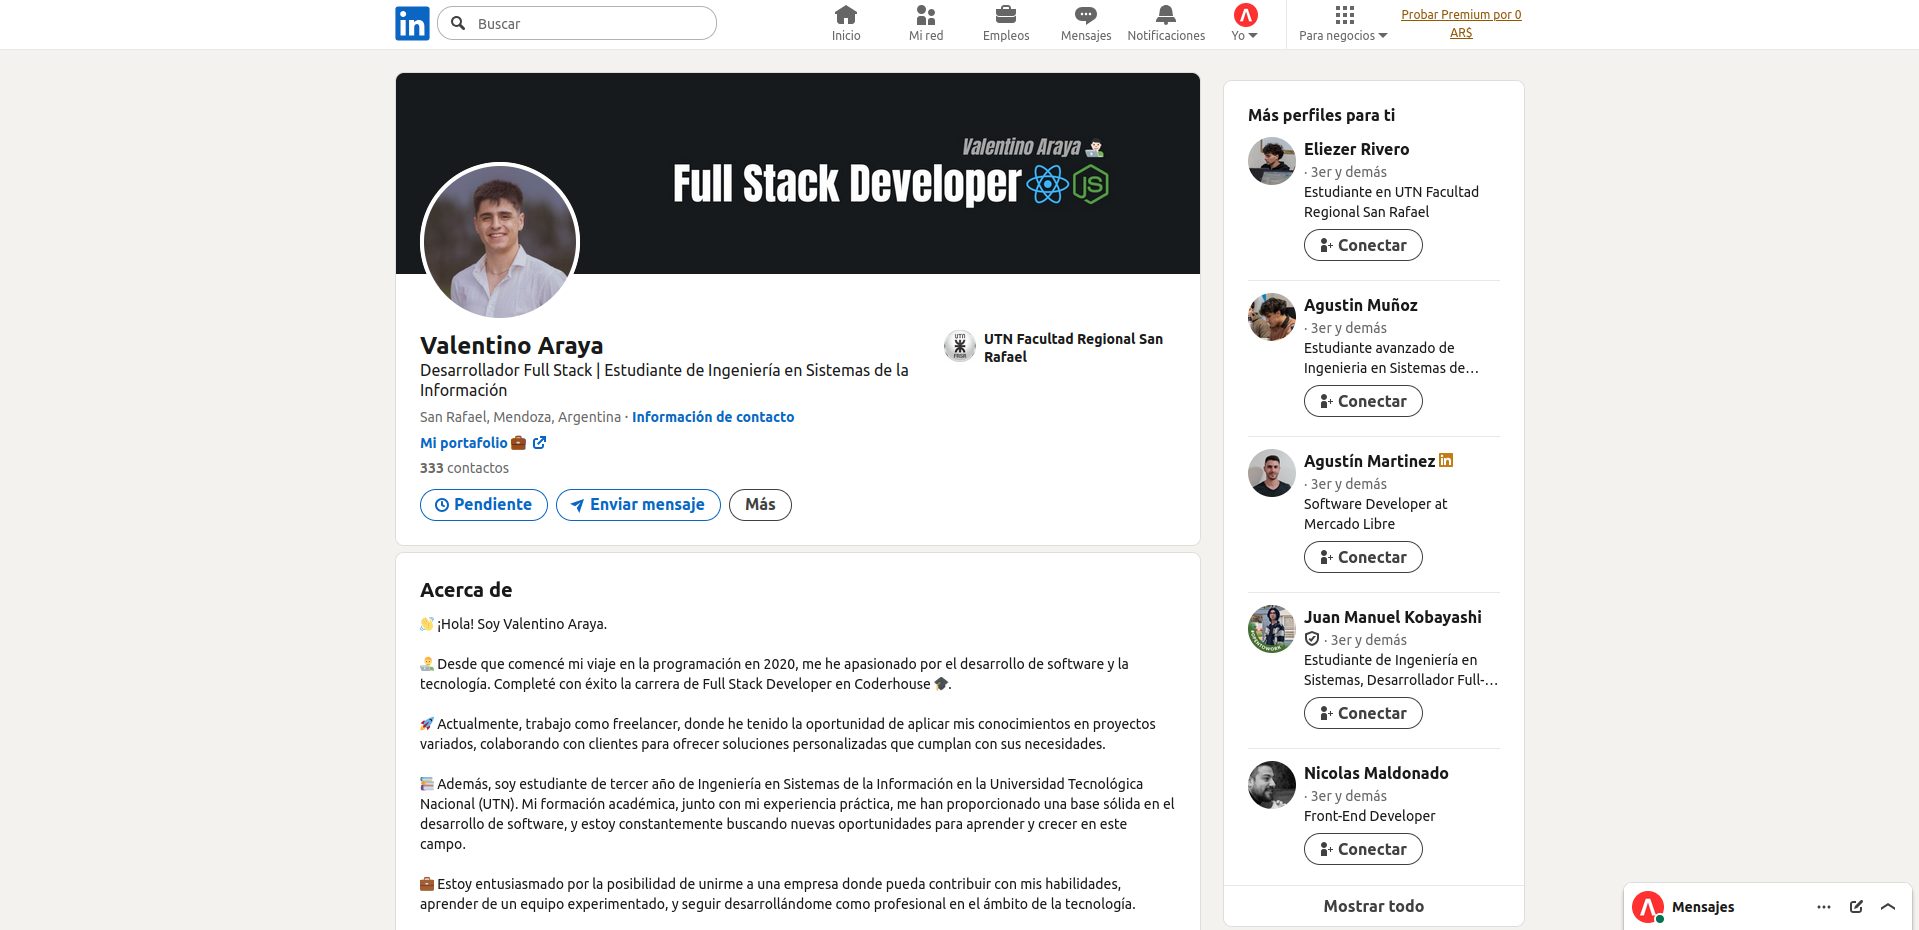 in
Buscar
Inicio
Mi red
Empleos
Mensajes
Notificaciones
Yo
Para negocios
Probar Premium por 0
ARS
Valentino Araya
Full Stack Developer
JS
Valentino Araya
Desarrollador Full Stack | Estudiante de Ingeniería en Sistemas de la
Información
San Rafael, Mendoza, Argentina · Información de contacto
Mi portafolio
333 contactos
Pendiente
Enviar mensaje
Más
UTN
FRSR
UTN Facultad Regional San
Rafael
Acerca de
👋 ¡Hola! Soy Valentino Araya.
👨‍💻 Desde que comencé mi viaje en la programación en 2020, me he apasionado por el desarrollo de software y la
tecnología. Completé con éxito la carrera de Full Stack Developer en Coderhouse 🎓.
🚀 Actualmente, trabajo como freelancer, donde he tenido la oportunidad de aplicar mis conocimientos en proyectos
variados, colaborando con clientes para ofrecer soluciones personalizadas que cumplan con sus necesidades.
📚 Además, soy estudiante de tercer año de Ingeniería en Sistemas de la Información en la Universidad Tecnológica
Nacional (UTN). Mi formación académica, junto con mi experiencia práctica, me han proporcionado una base sólida en el
desarrollo de software, y estoy constantemente buscando nuevas oportunidades para aprender y crecer en este
campo.
💼 Estoy entusiasmado por la posibilidad de unirme a una empresa donde pueda contribuir con mis habilidades,
aprender de un equipo experimentado, y seguir desarrollándome como profesional en el ámbito de la tecnología.
Más perfiles para ti
Eliezer Rivero
· 3er y demás
Estudiante en UTN Facultad
Regional San Rafael
Conectar
Agustin Muñoz
· 3er y demás
Estudiante avanzado de
Ingenieria en Sistemas de…
Conectar
Agustín Martinez in
· 3er y demás
Software Developer at
Mercado Libre
Conectar
Juan Manuel Kobayashi
· 3er y demás
Estudiante de Ingeniería en
Sistemas, Desarrollador Full-…
#OPENTOWORK
Conectar
Nicolas Maldonado
· 3er y demás
Front-End Developer
Conectar
Mostrar todo
Mensajes